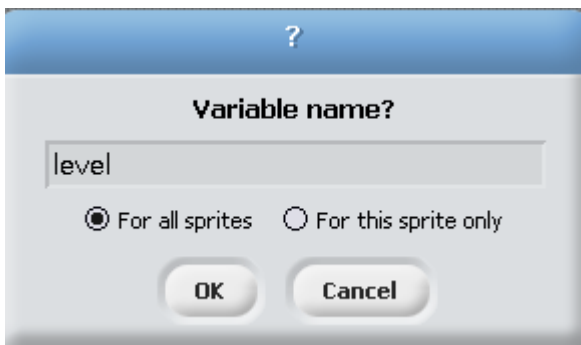 ?
Variable name?
level
For all sprites For this sprite only
OK Cancel